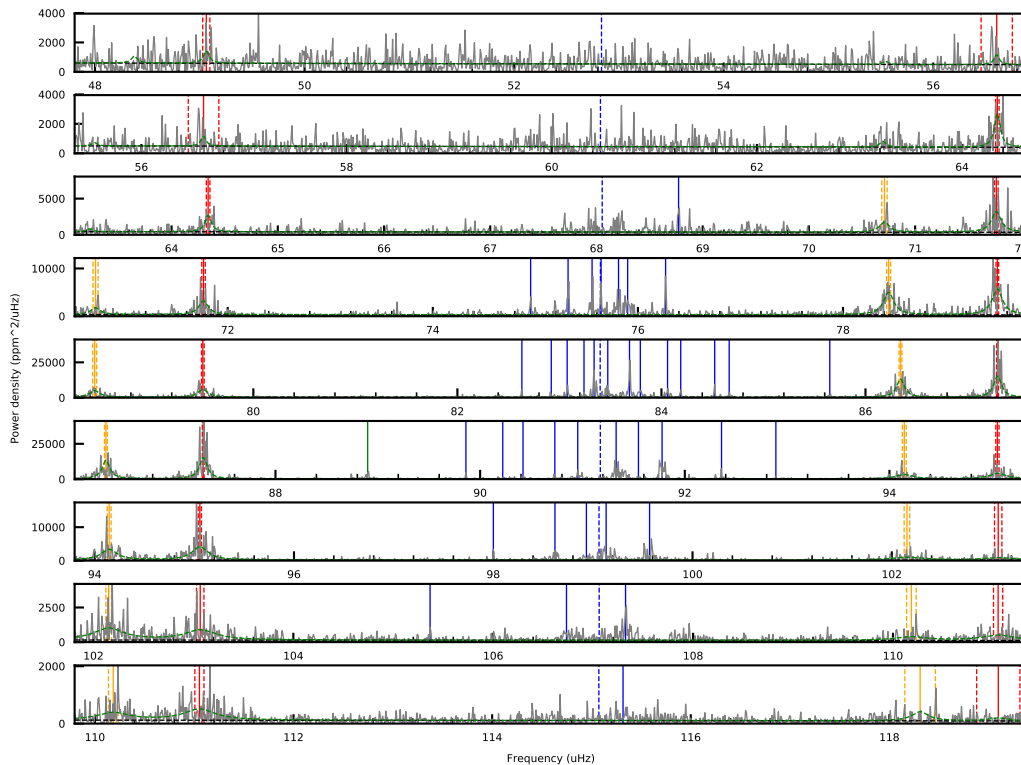 4000
2000
0
48 50 52 54 56
4000
2000
0
56 58 60 62 64
5000
0
64 65 66 67 68 69 70 71 7
10000
0
72 74 76 78
25000
0
80 82 84 86
25000
0
88 90 92 94
10000
0
94 96 98 100 102
2500
0
102 104 106 108 110
2000
0
110 112 114 116 118
Power density (ppm^2/uHz)
Frequency (uHz)